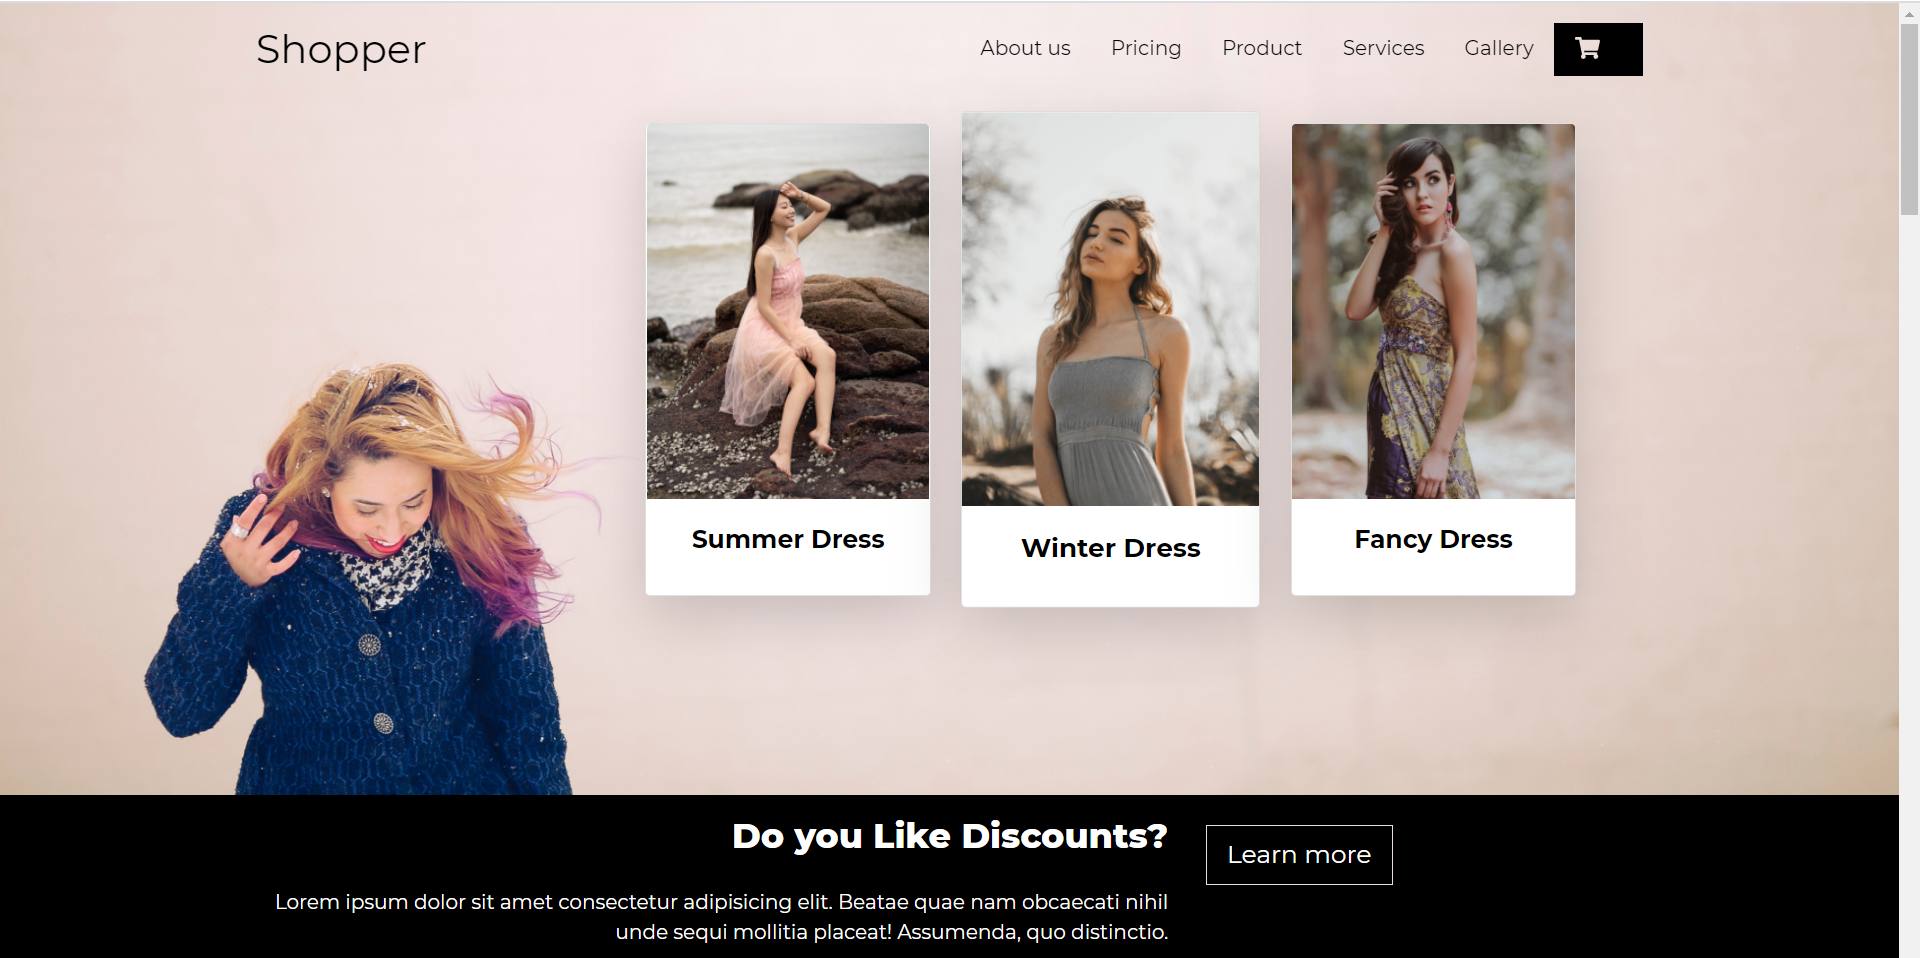 Shopper
About us
Pricing
Product
Services
Gallery
Summer Dress
Winter Dress
Fancy Dress
Do you Like Discounts?
Learn more
Lorem ipsum dolor sit amet consectetur adipisicing elit. Beatae quae nam obcaecati nihil
unde sequi mollitia placeat! Assumenda, quo distinctio.